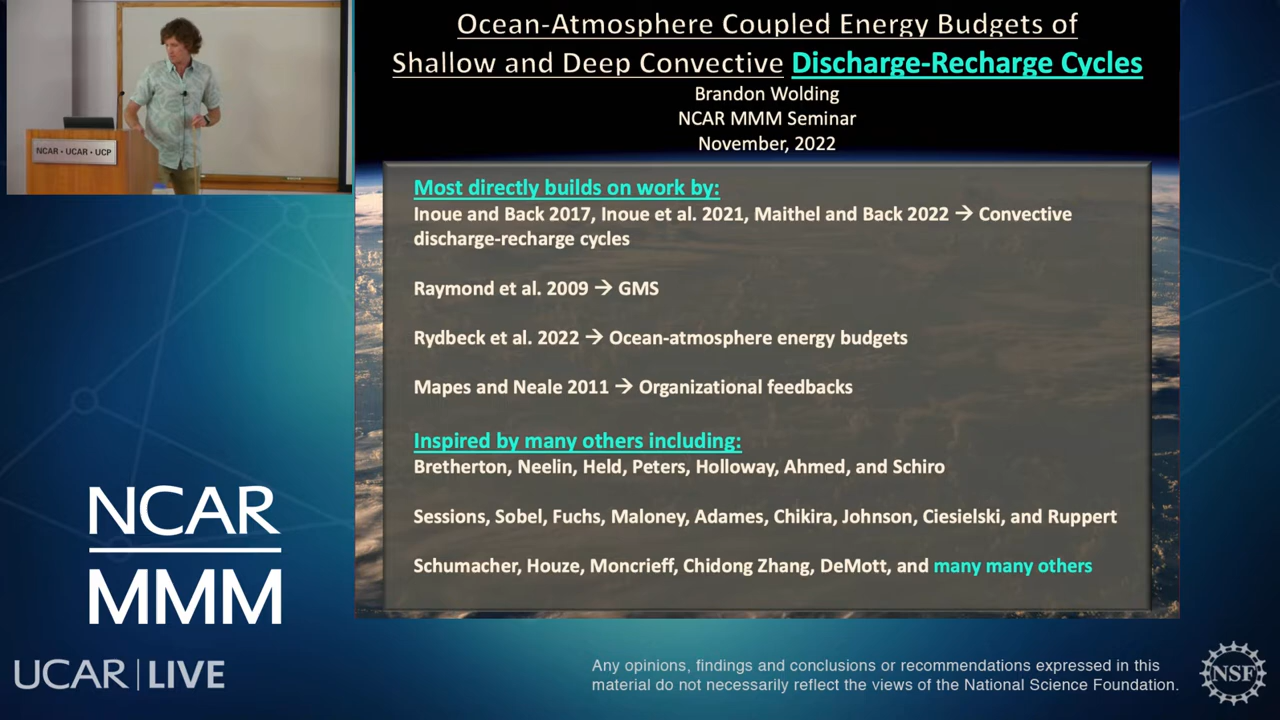 Ocean-Atmosphere Coupled Energy Budgets of
Shallow and Deep Convective Discharge-Recharge Cycles
Brandon Wolding
NCAR MMM Seminar
November, 2022
NCAR • UCAR • UCP
Most directly builds on work by:
Inoue and Back 2017, Inoue et al. 2021, Maithel and Back 2022 → Convective
discharge-recharge cycles
Raymond et al. 2009 → GMS
Rydbeck et al. 2022 → Ocean-atmosphere energy budgets
Mapes and Neale 2011 → Organizational feedbacks
Inspired by many others including:
Bretherton, Neelin, Held, Peters, Holloway, Ahmed, and Schiro
Sessions, Sobel, Fuchs, Maloney, Adames, Chikira, Johnson, Ciesielski, and Ruppert
Schumacher, Houze, Moncrieff, Chidong Zhang, DeMott, and many many others
NCAR
MMM
UCAR | LIVE
Any opinions, findings and conclusions or recommendations expressed in this
material do not necessarily reflect the views of the National Science Foundation.
NSF